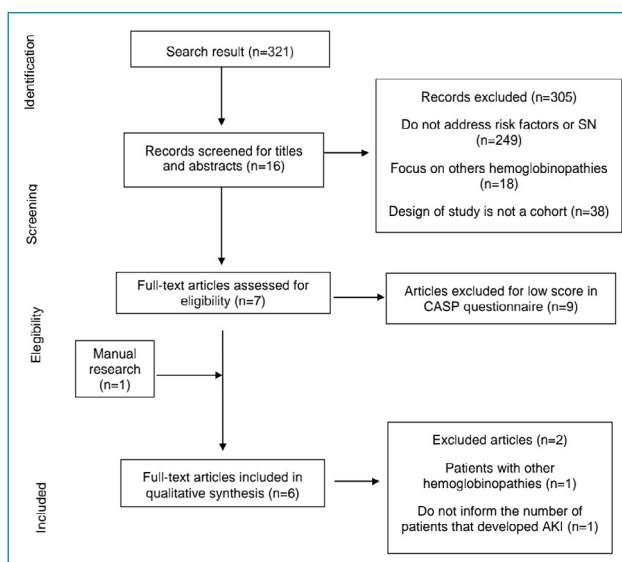 Identification
Search result (n=321)
Records excluded (n=305)
Do not address risk factors or SN
(n=249)
Focus on others hemoglobinopathies
(n=18)
Design of study is not a cohort (n=38)
Screening
Records screened for titles
and abstracts (n=16)
Elegibility
Full-text articles assessed for
eligibility (n=7)
Articles excluded for low score in
CASP questionnaire (n=9)
Manual
research
(n=1)
Included
Full-text articles included in
qualitative synthesis (n=6)
Excluded articles (n=2)
Patients with other
hemoglobinopathies (n=1)
Do not inform the number of
patients that developed AKI (n=1)